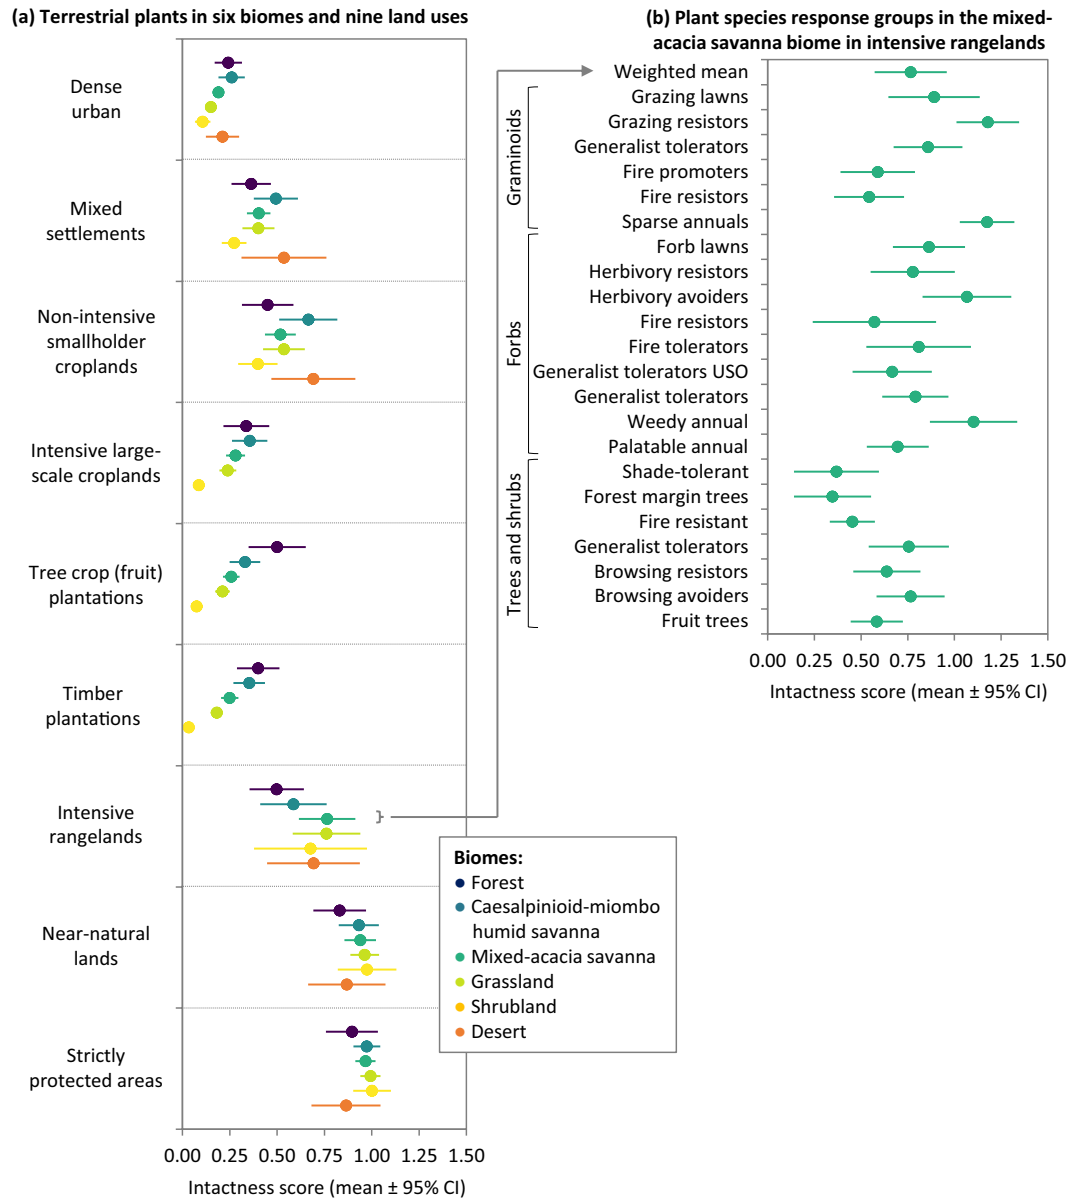 (a) Terrestrial plants in six biomes and nine land uses
Dense
urban
Mixed
settlements
Non-intensive
smallholder
croplands
Intensive large-
scale croplands
Tree crop (fruit)
plantations
Timber
plantations
Intensive
rangelands
Near-natural
lands
Strictly
protected areas
0.00 0.25 0.50 0.75 1.00 1.25 1.50
Intactness score (mean ± 95% CI)
Biomes:
Forest
Caesalpinioid-miombo
humid savanna
Mixed-acacia savanna
Grassland
Shrubland
Desert
(b) Plant species response groups in the mixed-
acacia savanna biome in intensive rangelands
Weighted mean
Graminoids
Grazing lawns
Grazing resistors
Generalist tolerators
Fire promoters
Fire resistors
Sparse annuals
Forbs
Forb lawns
Herbivory resistors
Herbivory avoiders
Fire resistors
Fire tolerators
Generalist tolerators USO
Generalist tolerators
Weedy annual
Palatable annual
Trees and shrubs
Shade-tolerant
Forest margin trees
Fire resistant
Generalist tolerators
Browsing resistors
Browsing avoiders
Fruit trees
0.00 0.25 0.50 0.75 1.00 1.25 1.50
Intactness score (mean ± 95% CI)